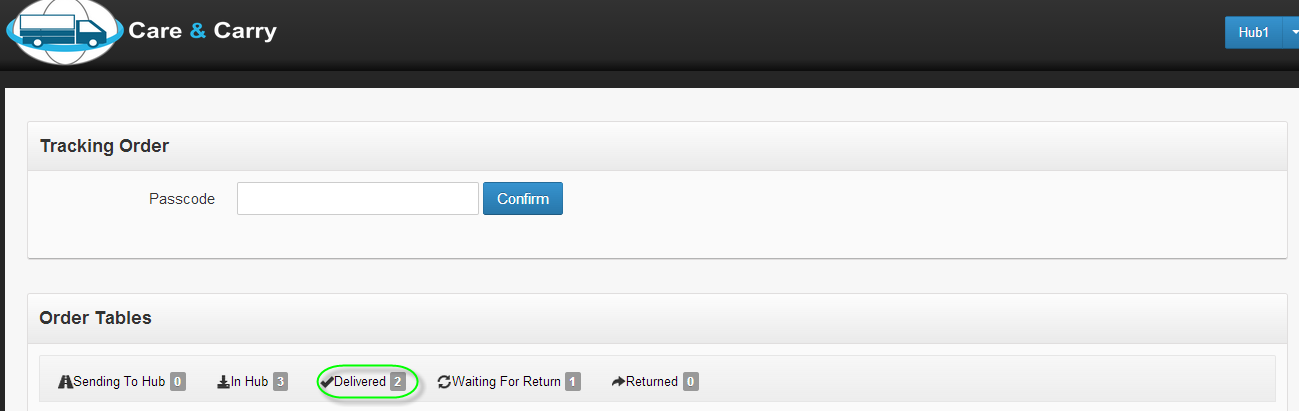 Care & Carry
Hub1
Tracking Order
Passcode Confirm
Order Tables
Sending To Hub 0 In Hub 3 Delivered 2 Waiting For Return 1 Returned 0